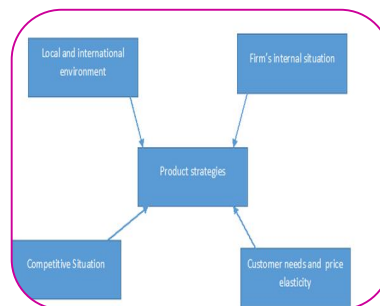 Local and international
environment
Firm's internal situation
Product strategies
Competitive Situation
Customer needs and price
elasticity